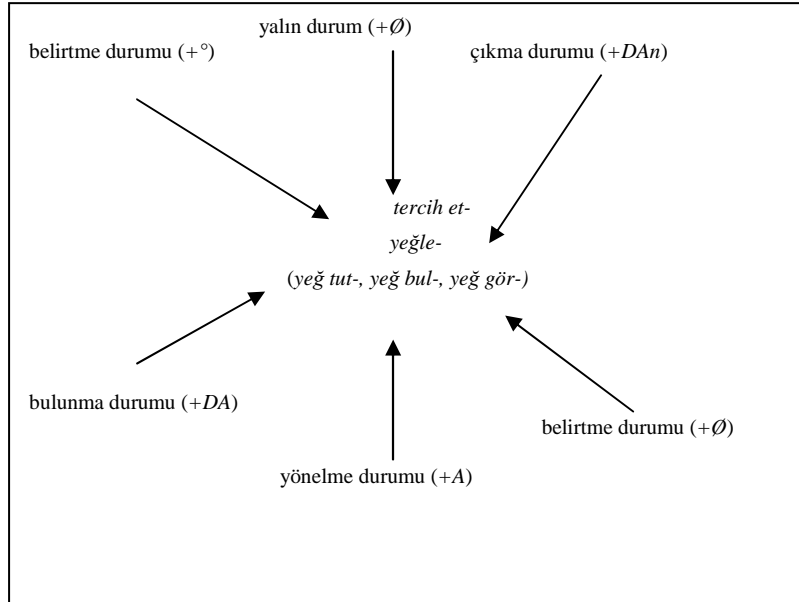 yalın durum (+Ø)
belirtme durumu (+°)
çıkma durumu (+DAn)
tercih et-
yeğle-
(yeğ tut-, yeğ bul-, yeğ gör-)
bulunma durumu (+DA)
belirtme durumu (+Ø)
yönelme durumu (+A)